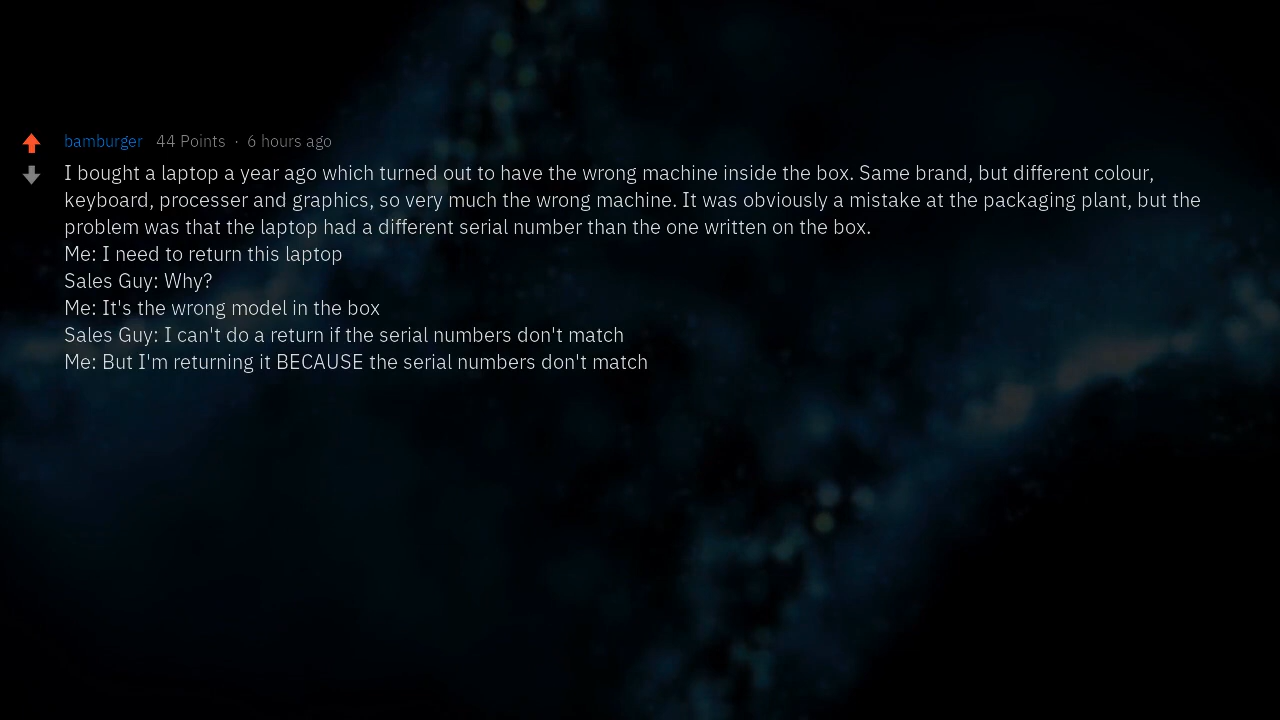 bamburger 44 Points · 6 hours ago
I bought a laptop a year ago which turned out to have the wrong machine inside the box. Same brand, but different colour,
keyboard, processer and graphics, so very much the wrong machine. It was obviously a mistake at the packaging plant, but the
problem was that the laptop had a different serial number than the one written on the box.
Me: I need to return this laptop
Sales Guy: Why?
Me: It's the wrong model in the box
Sales Guy: I can't do a return if the serial numbers don't match
Me: But I'm returning it BECAUSE the serial numbers don't match